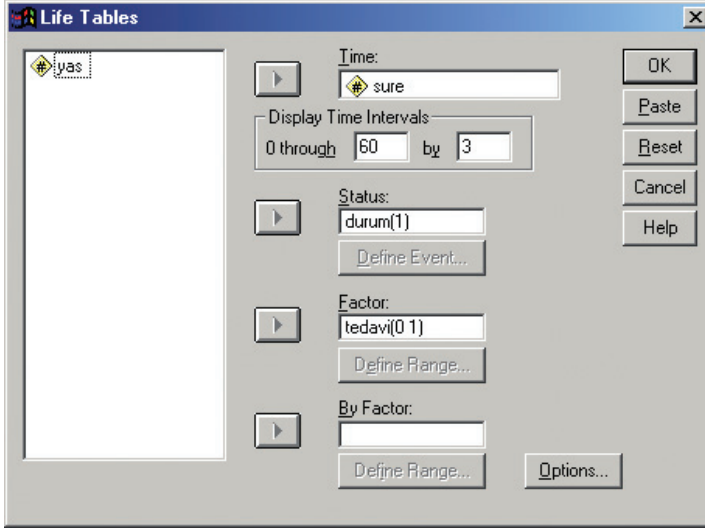 Life Tables
yas
Time:
sure
Display Time Intervals
0 through 60 by 3
Status:
durum(1)
Define Event...
Factor:
tedavi(0 1)
Define Range...
By Factor:
Define Range...
Options...
OK
Paste
Reset
Cancel
Help